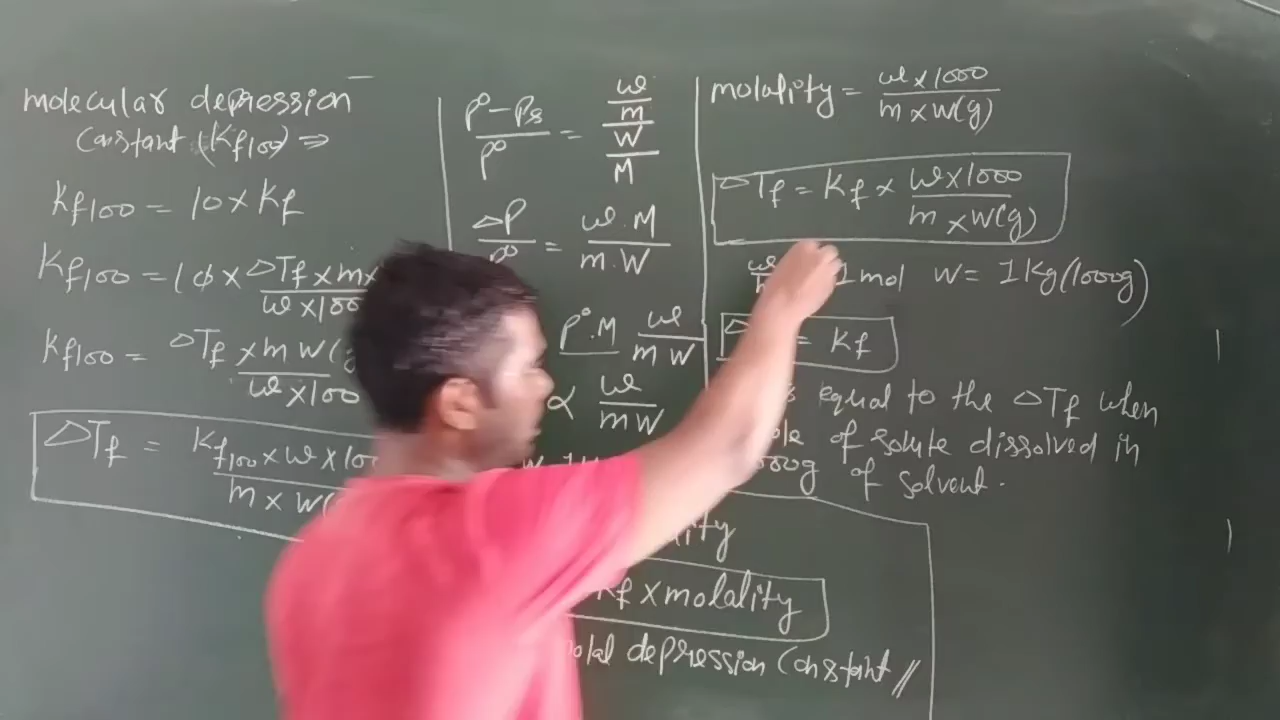 molecular depression
Constant (Kf100) ⇒
Kf100 = 10 × Kf
Kf100 = 10 × ΔTf × m ×
w × 100
Kf100 = ΔTf × m W(
w × 100
ΔTf = Kf100 × w × 100
m × W(
P° - Ps / P° = w/m / W/M
ΔP / P° = w . M / m . W
P° . M w / m W
∝ w / m W
molality = w × 1000 / m × W(g)
ΔTf = Kf × w × 1000 / m × W(g)
1 mol W = 1 Kg (1000g)
= Kf
equal to the ΔTf when
of solute dissolved in
of solvent.
Kf × molality
depression Constant //